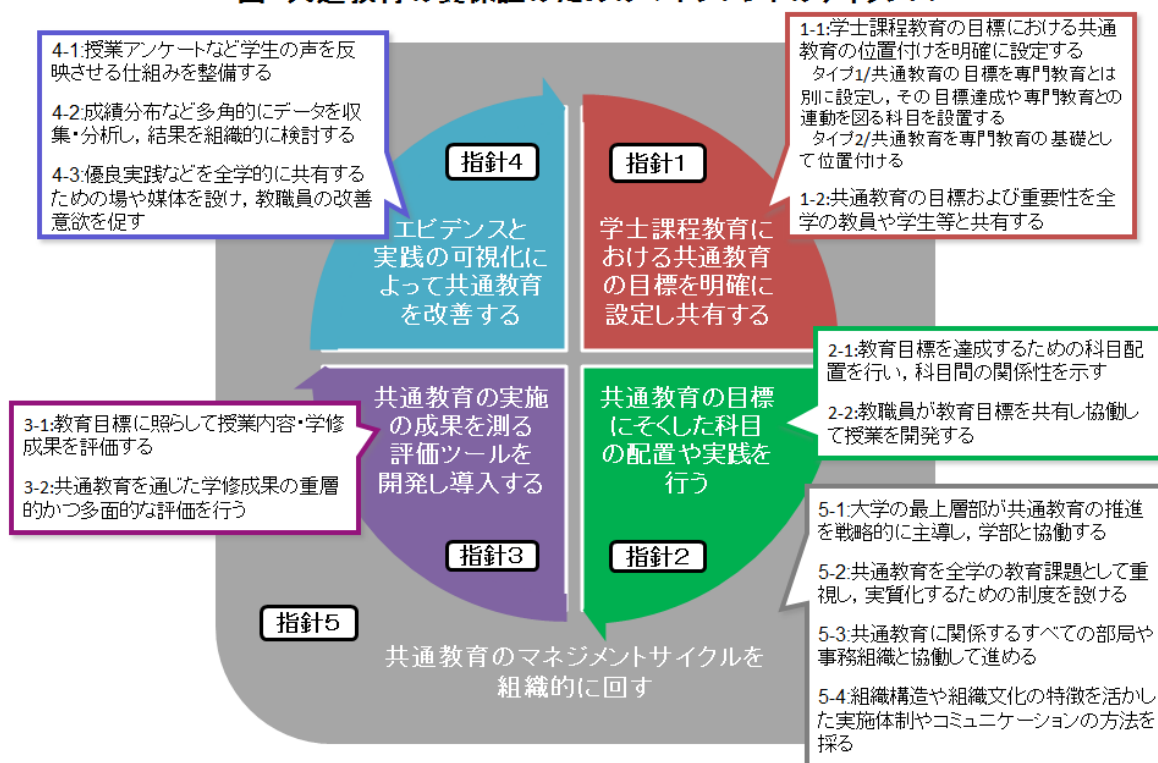 4-1:授業アンケートなど学生の声を反
映させる仕組みを整備する
4-2:成績分布など多角的にデータを収
集・分析し,結果を組織的に検討する
4-3:優良実践などを全学的に共有する
ための場や媒体を設け,教職員の改善
意欲を促す
1-1:学士課程教育の目標における共通
教育の位置付けを明確に設定する
タイプ1/共通教育の目標を専門教育とは
別に設定し,その目標達成や専門教育との
連動を図る科目を設置する
タイプ2/共通教育を専門教育の基礎とし
て位置付ける
1-2:共通教育の目標および重要性を全
学の教員や学生等と共有する
指針4
エビデンスと
実践の可視化に
よって共通教育
を改善する
指針1
学士課程教育に
おける共通教育
の目標を明確に
設定し共有する
3-1:教育目標に照らして授業内容・学修
成果を評価する
3-2:共通教育を通じた学修成果の重層
的かつ多面的な評価を行う
共通教育の実施
の成果を測る
評価ツールを
開発し導入する
指針3
共通教育の目標
にそくした科目
の配置や実践を
行う
指針2
2-1:教育目標を達成するための科目配
置を行い,科目間の関係性を示す
2-2:教職員が教育目標を共有し協働し
て授業を開発する
指針5
共通教育のマネジメントサイクルを
組織的に回す
5-1:大学の最上層部が共通教育の推進
を戦略的に主導し,学部と協働する
5-2:共通教育を全学の教育課題として重
視し,実質化するための制度を設ける
5-3:共通教育に関係するすべての部局や
事務組織と協働して進める
5-4:組織構造や組織文化の特徴を活かし
た実施体制やコミュニケーションの方法を
採る